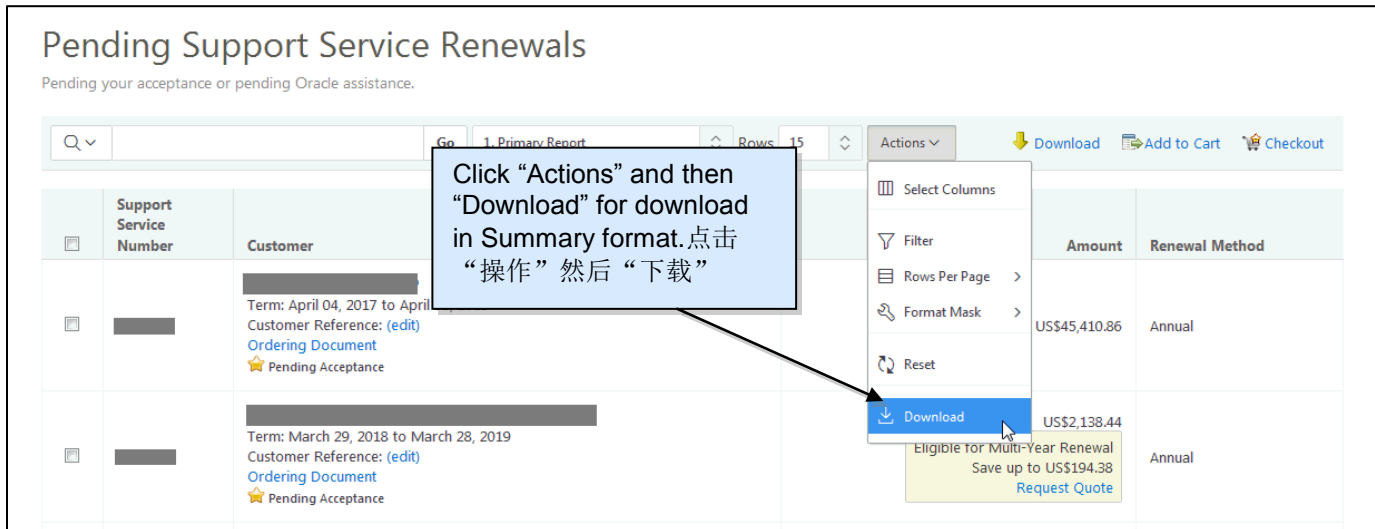 Pending Support Service Renewals
Pending your acceptance or pending Oracle assistance.
Go 1. Primary Report Rows 15 Actions Download Add to Cart Checkout
Click “Actions” and then
“Download” for download
in Summary format.点击
“操作”然后“下载”
Select Columns
Filter
Rows Per Page
Format Mask
Reset
Download
Support
Service
Number Customer Amount Renewal Method
Term: April 04, 2017 to April
Customer Reference: (edit)
Ordering Document
Pending Acceptance
US$45,410.86 Annual
Term: March 29, 2018 to March 28, 2019
Customer Reference: (edit)
Ordering Document
Pending Acceptance
US$2,138.44
Eligible for Multi-Year Renewal
Save up to US$194.38
Request Quote
Annual